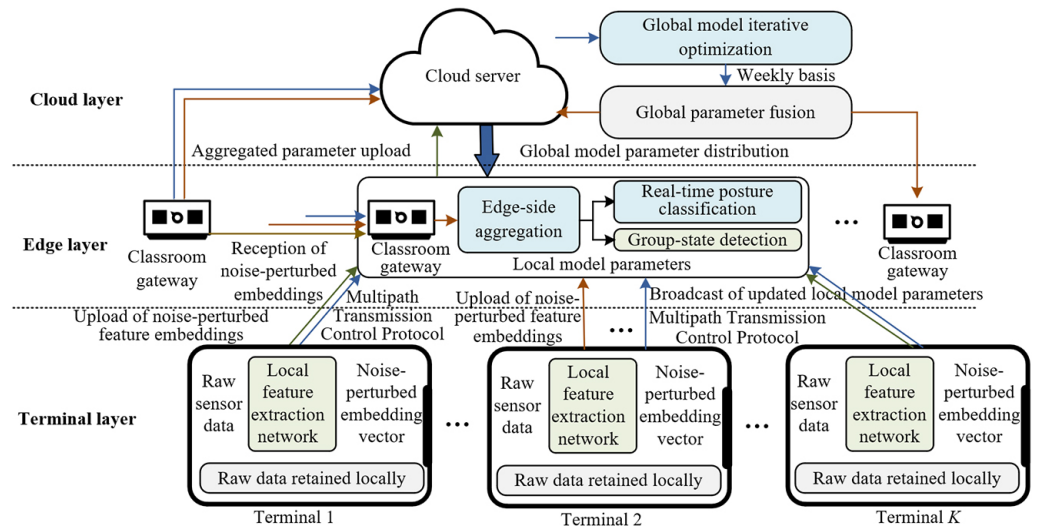 Global model iterative
optimization
Cloud server
Weekly basis
Cloud layer
Global parameter fusion
Aggregated parameter upload
Global model parameter distribution
Real-time posture
classification
Edge-side
aggregation
Group-state detection
Edge layer
Classroom
gateway
Reception of
noise-perturbed
embeddings
Classroom
gateway
Local model parameters
...
Classroom
gateway
Upload of noise-perturbed
feature embeddings
Multipath
Transmission
Control Protocol
Upload of noise-
perturbed feature
embeddings
...
Broadcast of updated local model parameters
Multipath Transmission
Control Protocol
Terminal layer
Raw
sensor
data
Local
feature
extraction
network
Noise-
perturbed
embedding
vector
Raw data retained locally
Terminal 1
...
Raw
sensor
data
Local
feature
extraction
network
Noise-
perturbed
embedding
vector
Raw data retained locally
Terminal 2
...
Raw
sensor
data
Local
feature
extraction
network
Noise-
perturbed
embedding
vector
Raw data retained locally
Terminal K